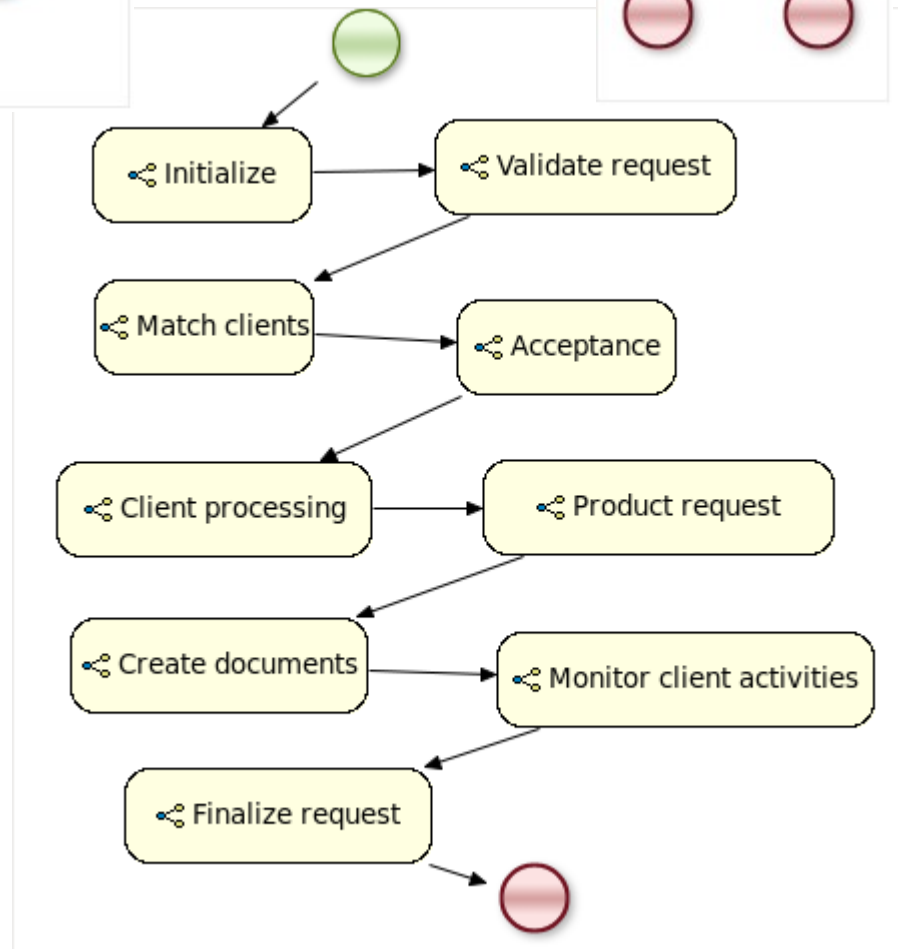 Initialize
Validate request
Match clients
Acceptance
Client processing
Product request
Create documents
Monitor client activities
Finalize request